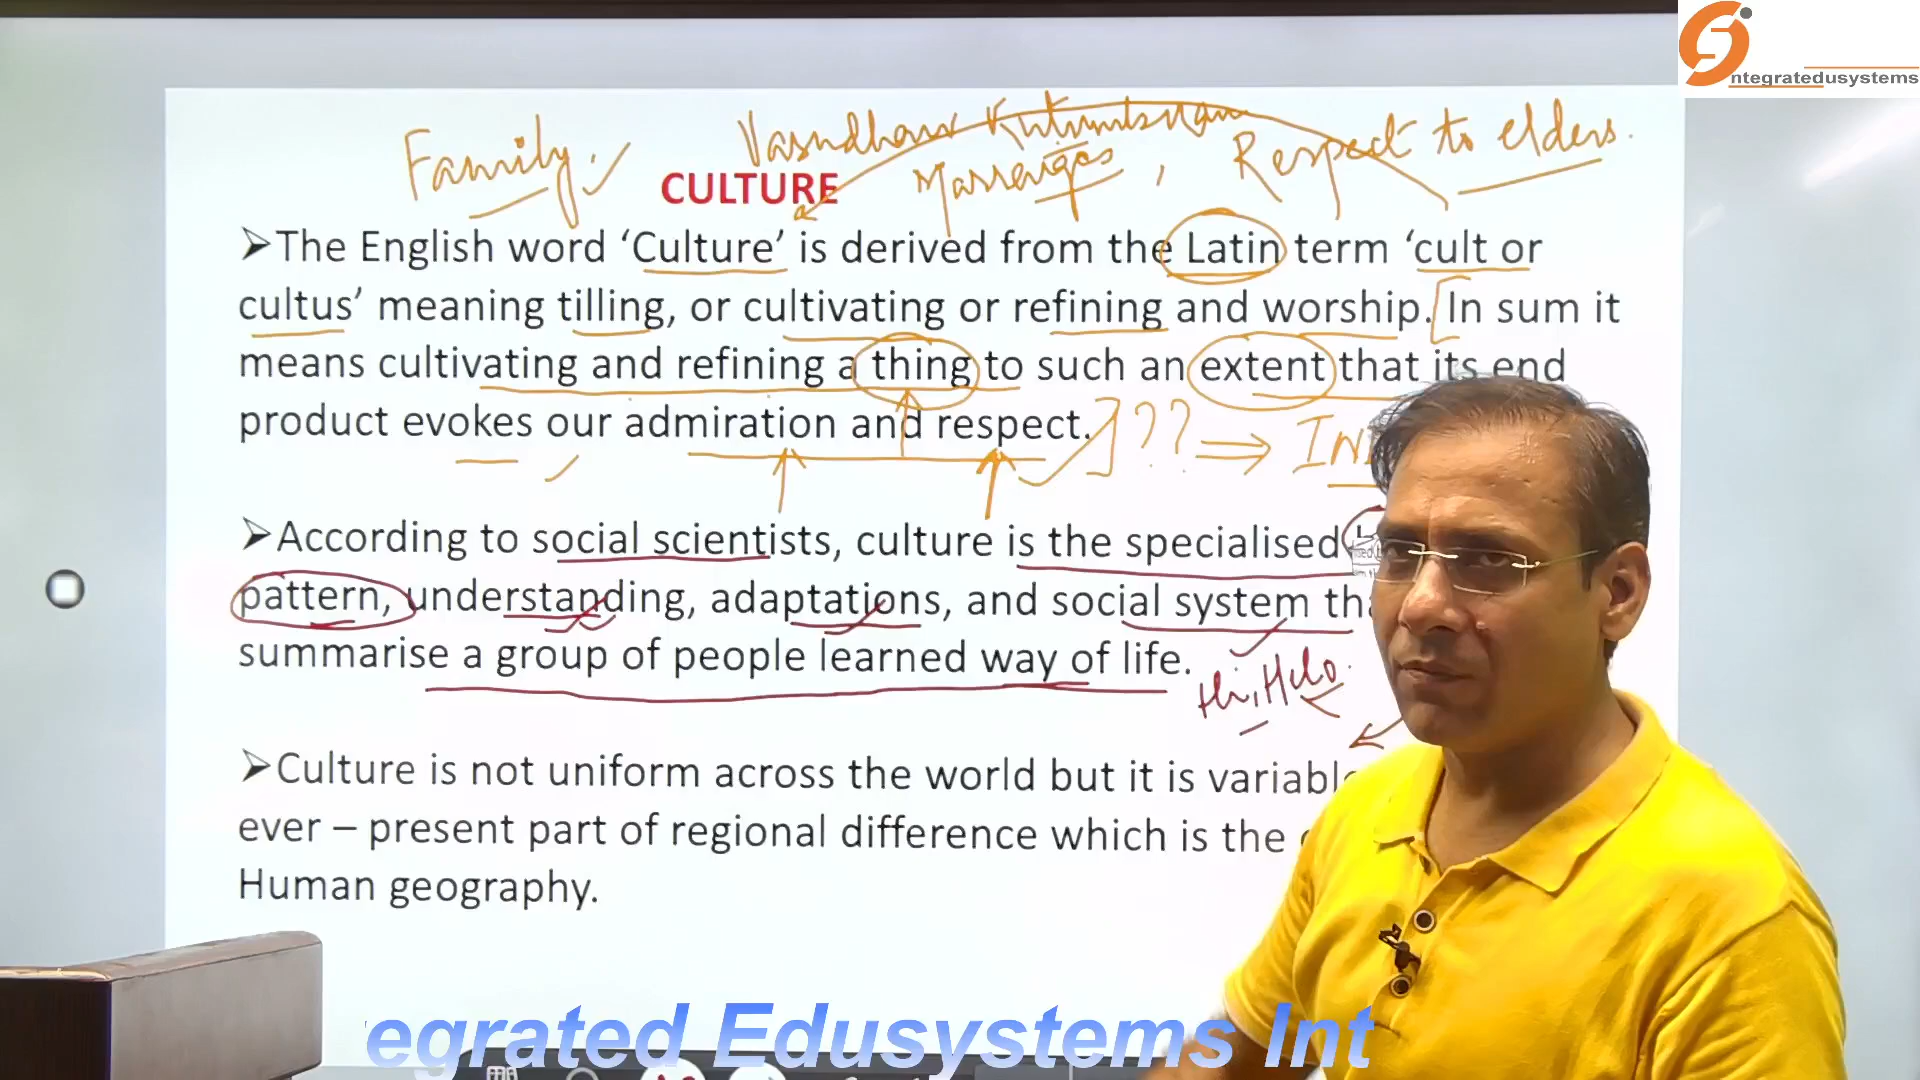 ntegratedusystems
Family Vasudhaiv Kutumbkam
Marreiges , Respect to elders.
CULTURE
➢The English word ‘Culture’ is derived from the Latin term ‘cult or
cultus’ meaning tilling, or cultivating or refining and worship. [In sum it
means cultivating and refining a thing to such an extent that its end
product evokes our admiration and respect.] ?? ⇒
➢According to social scientists, culture is the specialised
pattern, understanding, adaptations, and social system tha
summarise a group of people learned way of life.
Hi, Helo.
➢Culture is not uniform across the world but it is variabl
ever – present part of regional difference which is the
Human geography.
egrated Edusystems Int